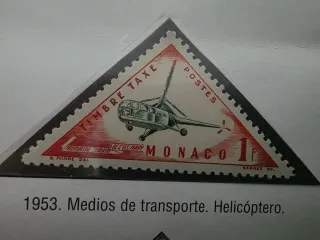 TIMBRE TAXE
POSTES
MONACO 1F
1953. Medios de transporte. Helicóptero.